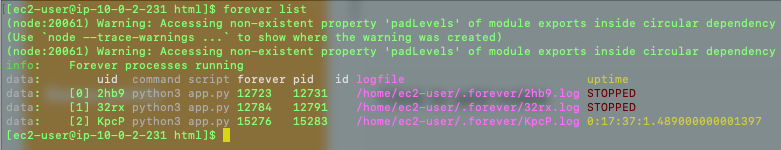 [ec2-user@ip-10-0-2-231 html]$ forever list
(node:20061) Warning: Accessing non-existent property 'padLevels' of module exports inside circular dependency
(Use `node --trace-warnings ...` to show where the warning was created)
(node:20061) Warning: Accessing non-existent property 'padLevels' of module exports inside circular dependency
info:    Forever processes running
data:        uid  command script forever pid   id logfile                         uptime
data:    [0] 2hb9 python3 app.py 12723   12731    /home/ec2-user/.forever/2hb9.log STOPPED
data:    [1] 32rx python3 app.py 12784   12791    /home/ec2-user/.forever/32rx.log STOPPED
data:    [2] KpcP python3 app.py 15276   15283    /home/ec2-user/.forever/KpcP.log 0:17:37:1.489000000001397
[ec2-user@ip-10-0-2-231 html]$